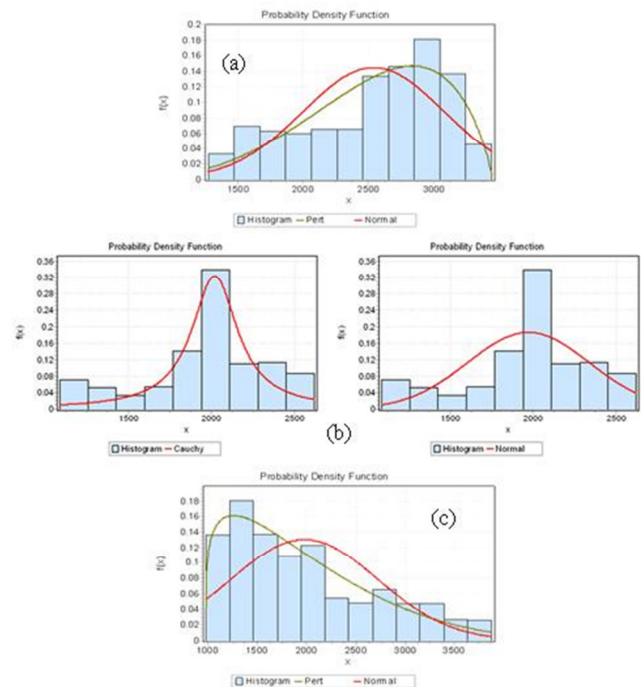 Probability Density Function
(a)
f(x)
0.2
0.18
0.16
0.14
0.12
0.1
0.08
0.06
0.04
0.02
0
1500 2000 2500 3000
x
Histogram Pert Normal
Probability Density Function
f(x)
0.36
0.32
0.28
0.24
0.2
0.16
0.12
0.08
0.04
0
1500 2000 2500
x
Histogram Cauchy
Probability Density Function
f(x)
0.36
0.32
0.28
0.24
0.2
0.16
0.12
0.08
0.04
0
1500 2000 2500
x
Histogram Normal
(b)
Probability Density Function
(c)
f(x)
0.18
0.16
0.14
0.12
0.1
0.08
0.06
0.04
0.02
0
1000 1500 2000 2500 3000 3500
x
Histogram Pert Normal